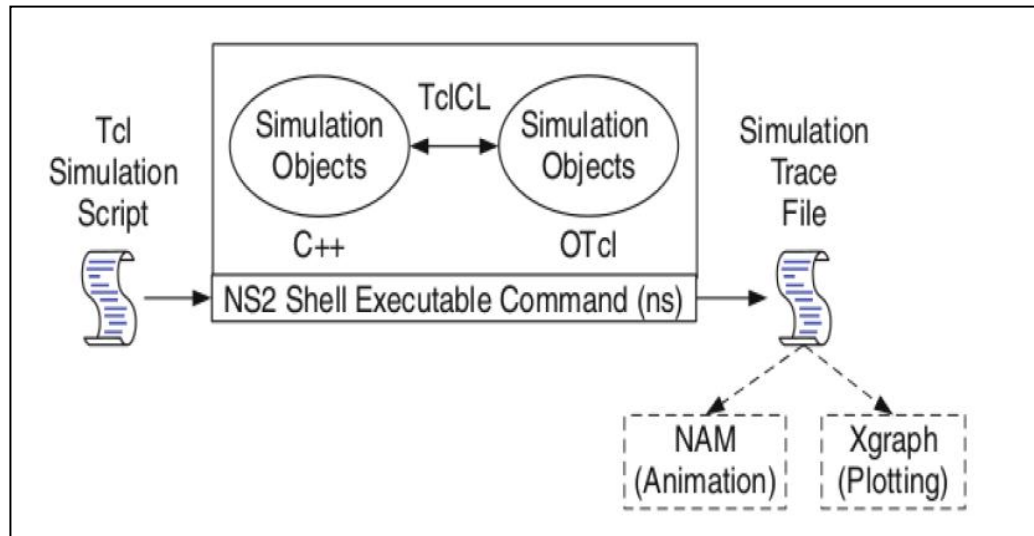 Tcl
Simulation
Script
TclCL
Simulation
Objects
Simulation
Objects
C++
OTcl
NS2 Shell Executable Command (ns)
Simulation
Trace
File
NAM
(Animation)
Xgraph
(Plotting)